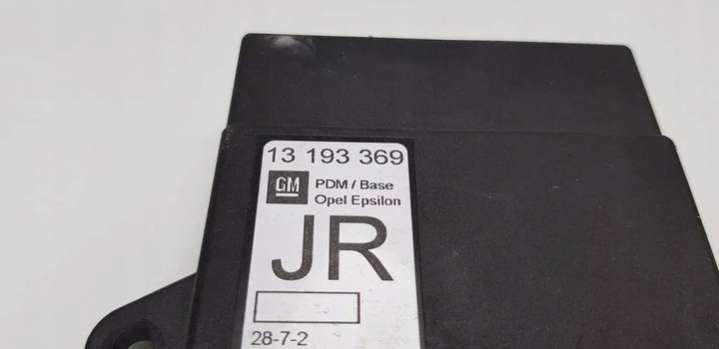 13 193 369
GM PDM / Base
Opel Epsilon
JR
28-7-2